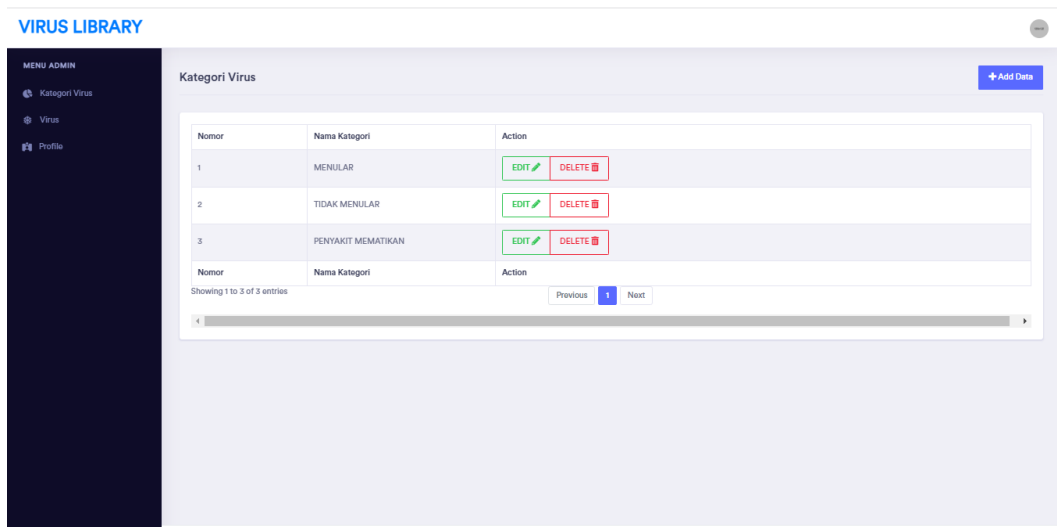 VIRUS LIBRARY
MENU ADMIN
Kategori Virus
Virus
Profile
Kategori Virus
Add Data
Nomor Nama Kategori Action
1 MENULAR EDIT DELETE
2 TIDAK MENULAR EDIT DELETE
3 PENYAKIT MEMATIKAN EDIT DELETE
Nomor Nama Kategori Action
Showing 1 to 3 of 3 entries
Previous 1 Next